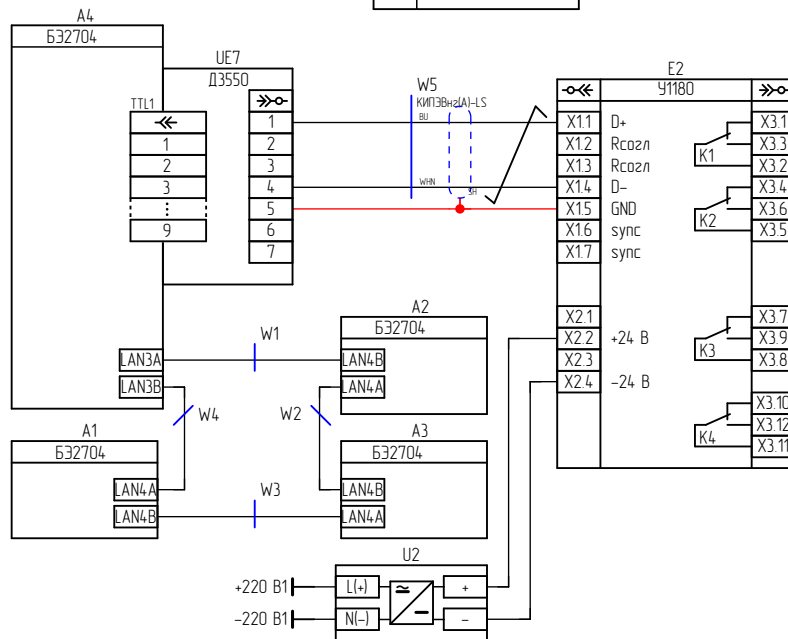 A4
БЭ2704
UE7
Д3550
TTL1
1
2
3
9
1
2
3
4
5
6
7
W5
КИПЭВнг(А)-LS
BU
WHN
SH
E2
У1180
X1.1 D+
X1.2 Rсогл
X1.3 Rсогл
X1.4 D-
X1.5 GND
X1.6 sync
X1.7 sync
X2.1
X2.2 +24 В
X2.3
X2.4 -24 В
K1
X3.1
X3.3
X3.2
K2
X3.4
X3.6
X3.5
K3
X3.7
X3.9
X3.8
K4
X3.10
X3.12
X3.11
LAN3A
LAN3B
W1
W4
A2
БЭ2704
LAN4B
LAN4A
W2
A1
БЭ2704
LAN4A
LAN4B
W3
A3
БЭ2704
LAN4B
LAN4A
U2
+220 В1 L(+) +
-220 В1 N(-) -